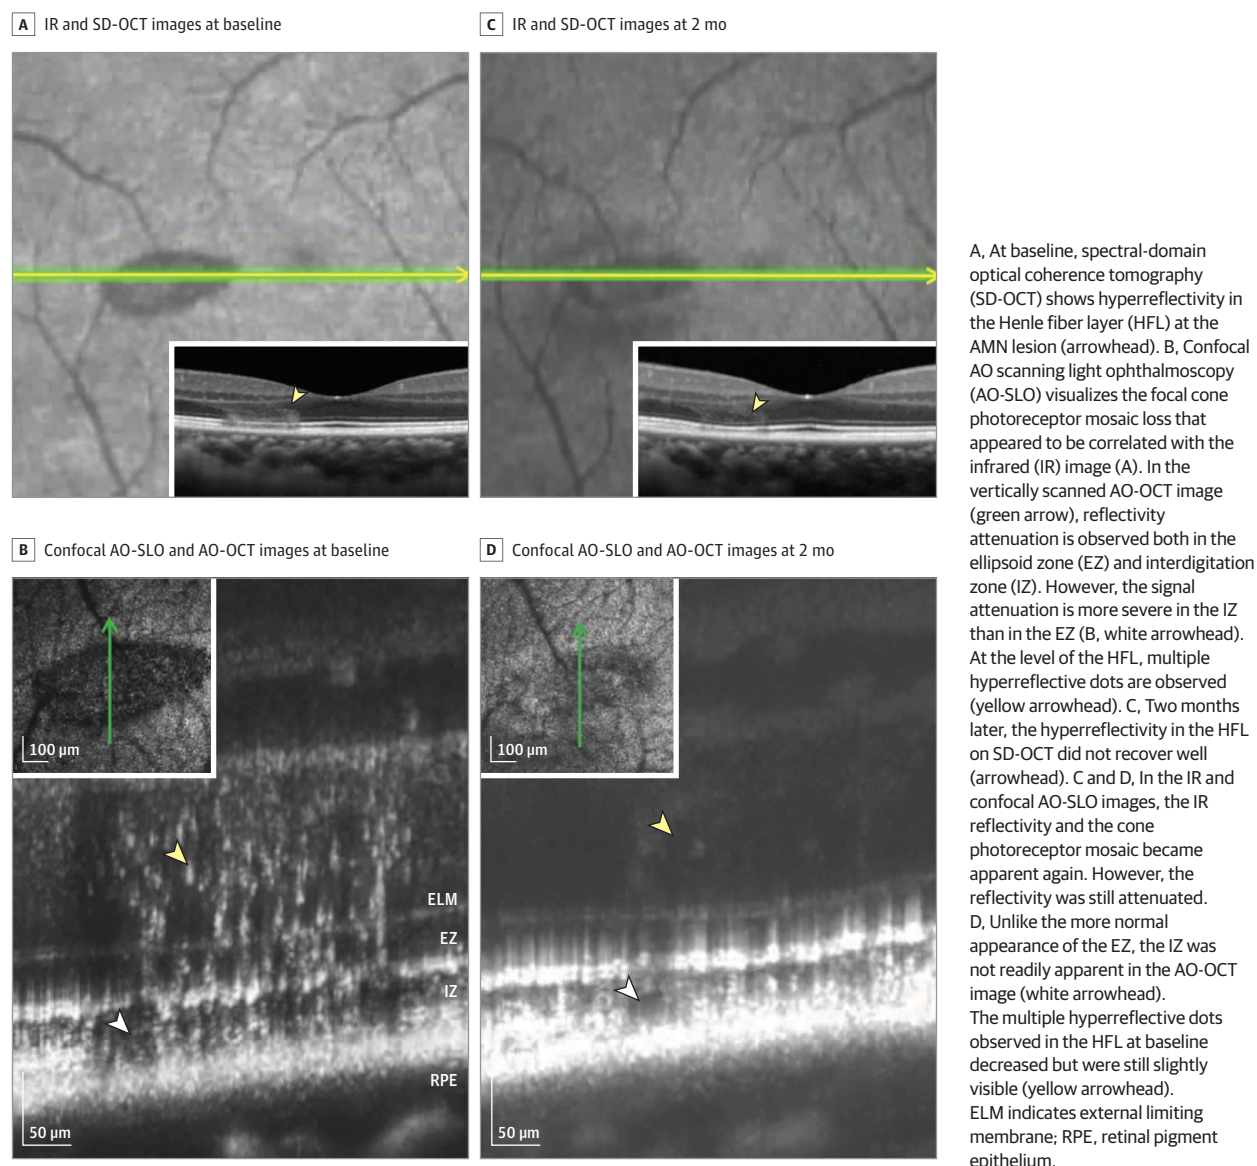 A IR and SD-OCT images at baseline
C IR and SD-OCT images at 2 mo
B Confocal AO-SLO and AO-OCT images at baseline
100 µm
ELM
EZ
IZ
RPE
50 µm
D Confocal AO-SLO and AO-OCT images at 2 mo
100 µm
50 µm
A, At baseline, spectral-domain
optical coherence tomography
(SD-OCT) shows hyperreflectivity in
the Henle fiber layer (HFL) at the
AMN lesion (arrowhead). B, Confocal
AO scanning light ophthalmoscopy
(AO-SLO) visualizes the focal cone
photoreceptor mosaic loss that
appeared to be correlated with the
infrared (IR) image (A). In the
vertically scanned AO-OCT image
(green arrow), reflectivity
attenuation is observed both in the
ellipsoid zone (EZ) and interdigitation
zone (IZ). However, the signal
attenuation is more severe in the IZ
than in the EZ (B, white arrowhead).
At the level of the HFL, multiple
hyperreflective dots are observed
(yellow arrowhead). C, Two months
later, the hyperreflectivity in the HFL
on SD-OCT did not recover well
(arrowhead). C and D, In the IR and
confocal AO-SLO images, the IR
reflectivity and the cone
photoreceptor mosaic became
apparent again. However, the
reflectivity was still attenuated.
D, Unlike the more normal
appearance of the EZ, the IZ was
not readily apparent in the AO-OCT
image (white arrowhead).
The multiple hyperreflective dots
observed in the HFL at baseline
decreased but were still slightly
visible (yellow arrowhead).
ELM indicates external limiting
membrane; RPE, retinal pigment
epithelium.